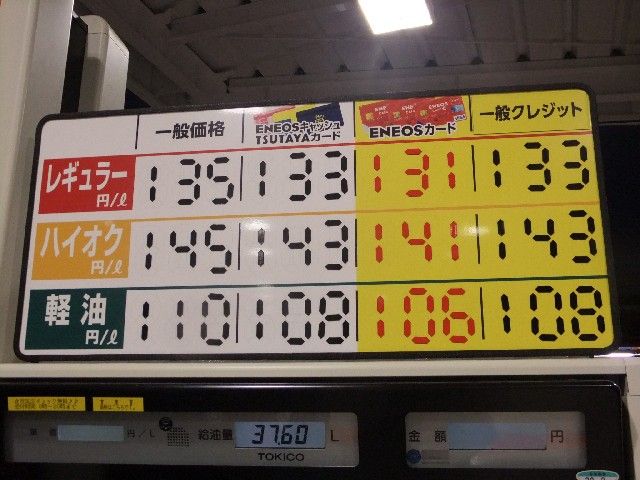 一般価格 ENEOSキャッシュ ENEOSカード 一般クレジット
TSUTAYAカード
レギュラー 円/ℓ 135 133 131 133
ハイオク 円/ℓ 145 143 141 143
軽油 円/ℓ 110 108 106 108
単価 円/L 給油量 37.60 L 金額 円
TOKICO